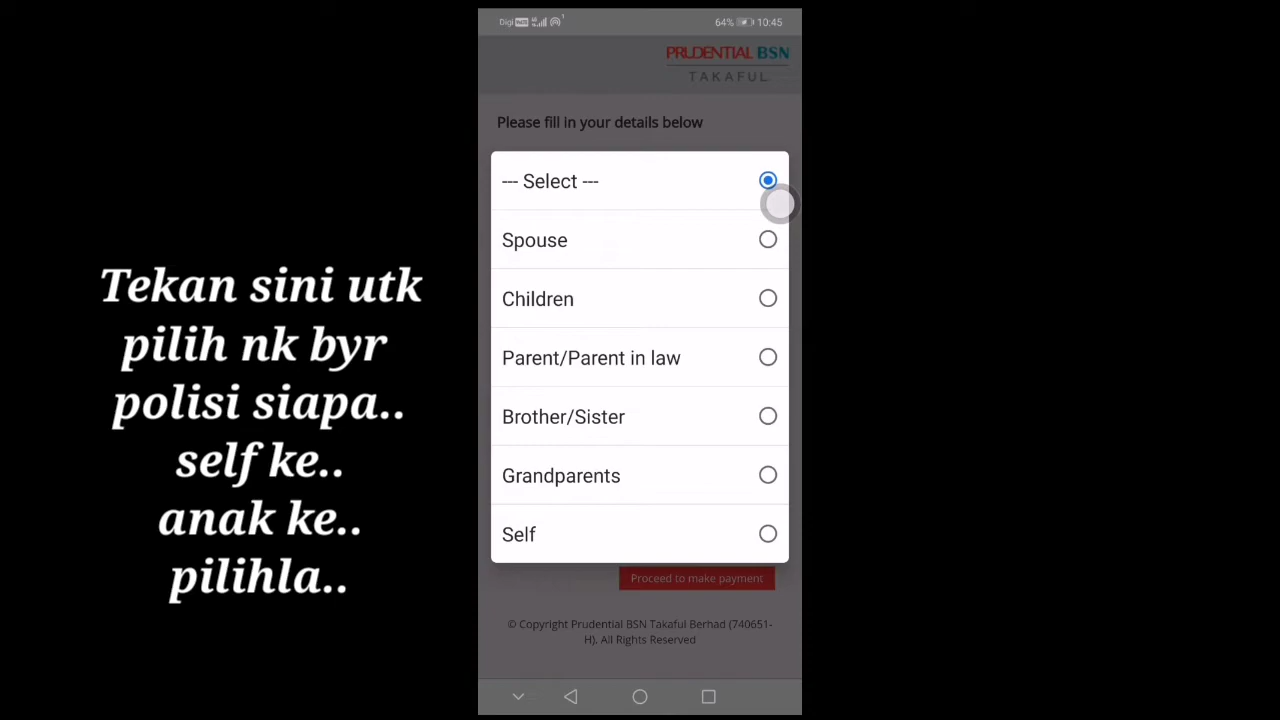 Tekan sini utk
pilih nk byr
polisi siapa..
self ke..
anak ke..
pilihla..
Digi
64% 10:45
PRUDENTIAL BSN
TAKAFUL
Please fill in your details below
--- Select ---
Spouse
Children
Parent/Parent in law
Brother/Sister
Grandparents
Self
Proceed to make payment
© Copyright Prudential BSN Takaful Berhad (740651-
H), All Rights Reserved